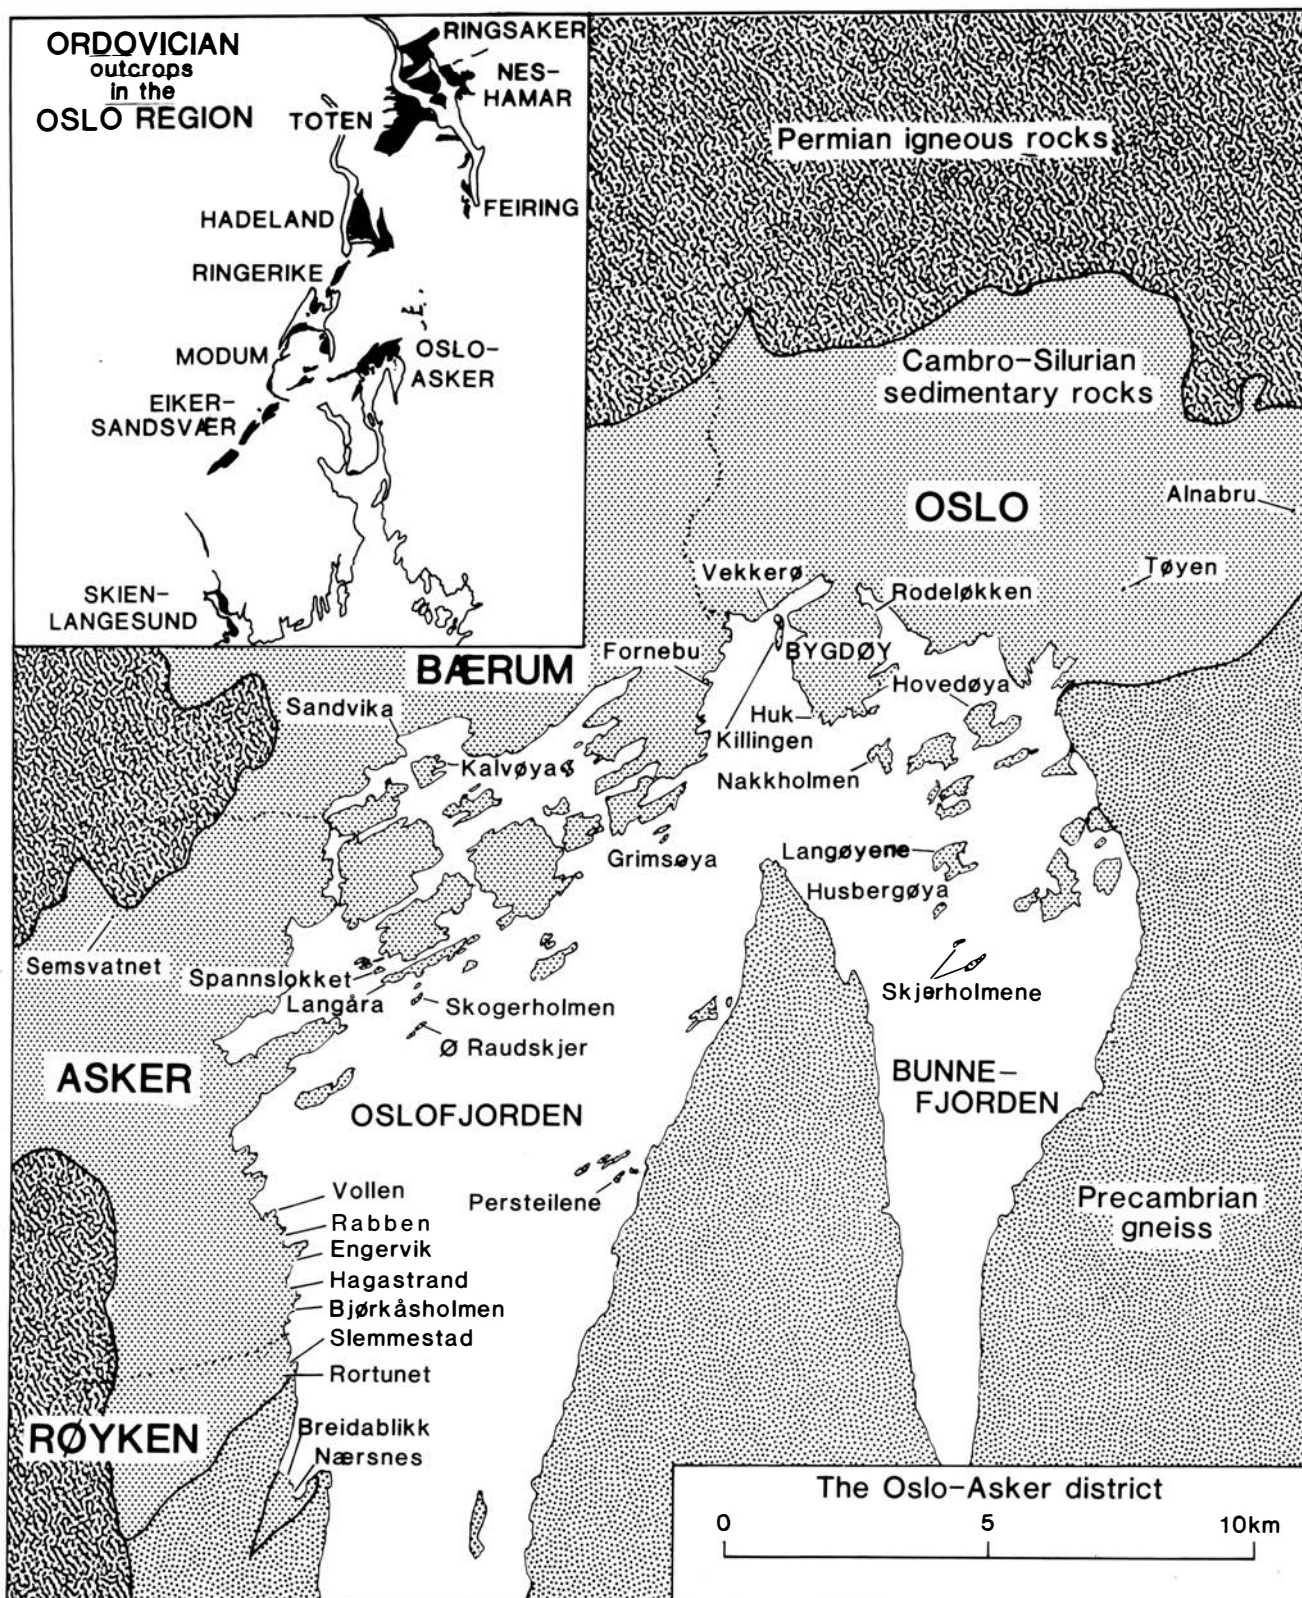 ORDOVICIAN
outcrops
in the
OSLO REGION
RINGSAKER
NES-
HAMAR
TOTEN
FEIRING
HADELAND
RINGERIKE
MODUM
OSLO-
ASKER
EIKER-
SANDSVÆR
SKIEN-
LANGESUND
Permian igneous rocks
Cambro-Silurian
sedimentary rocks
OSLO
Alnabru
Tøyen
Vekkerø
Rodeløkken
BÆRUM
Fornebu
BYGDØY
Hovedøya
Sandvika
Huk
Killingen
Kalvøya
Nakkholmen
Grimsøya
Langøyene
Husbergøya
Semsvatnet
Spannslokket
Langåra
Skogerholmen
Skjerholmene
Ø Raudskjer
ASKER
OSLOFJORDEN
BUNNE-
FJORDEN
Vollen
Persteilene
Precambrian
gneiss
Rabben
Engervik
Hagastrand
Bjørkåsholmen
Slemmestad
Rortunet
RØYKEN
Breidablikk
Nærsnes
The Oslo-Asker district
0 5 10km